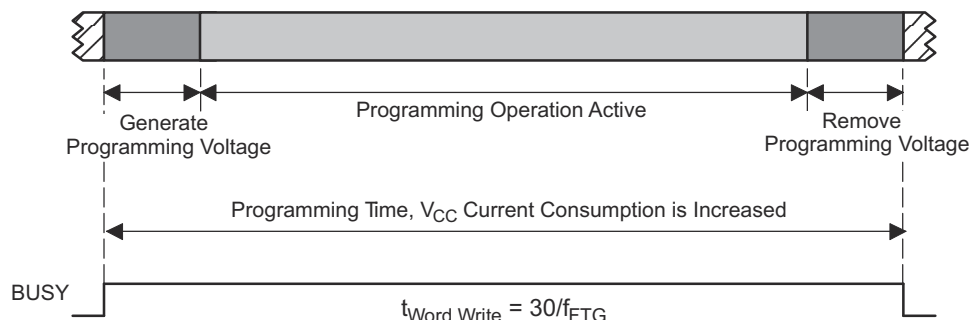 Generate
Programming Voltage
Programming Operation Active
Remove
Programming Voltage
Programming Time, VCC Current Consumption is Increased
BUSY
tWord Write = 30/fFTG